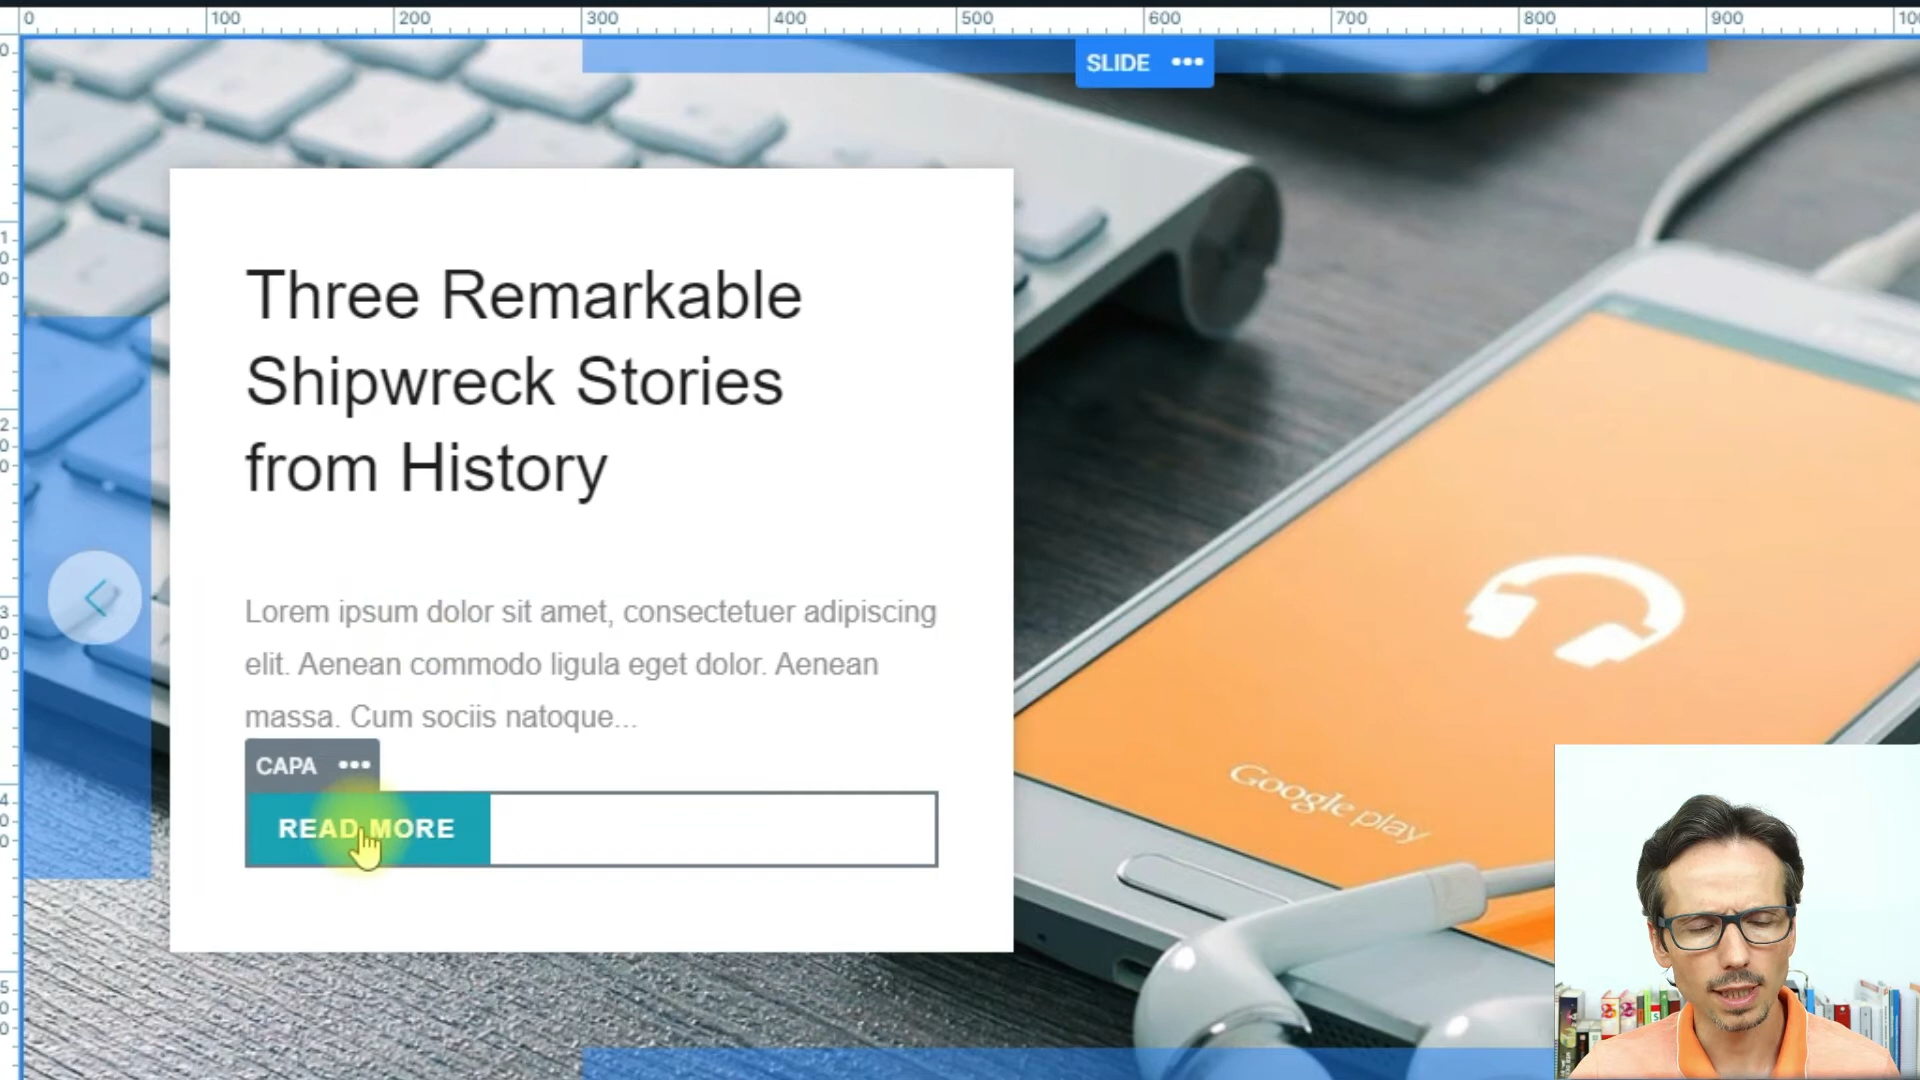 0 100 200 300 400 500 600 700 800 900 10
SLIDE
Three Remarkable
Shipwreck Stories
from History
Lorem ipsum dolor sit amet, consectetuer adipiscing
elit. Aenean commodo ligula eget dolor. Aenean
massa. Cum sociis natoque...
CAPA
READ MORE
Google play